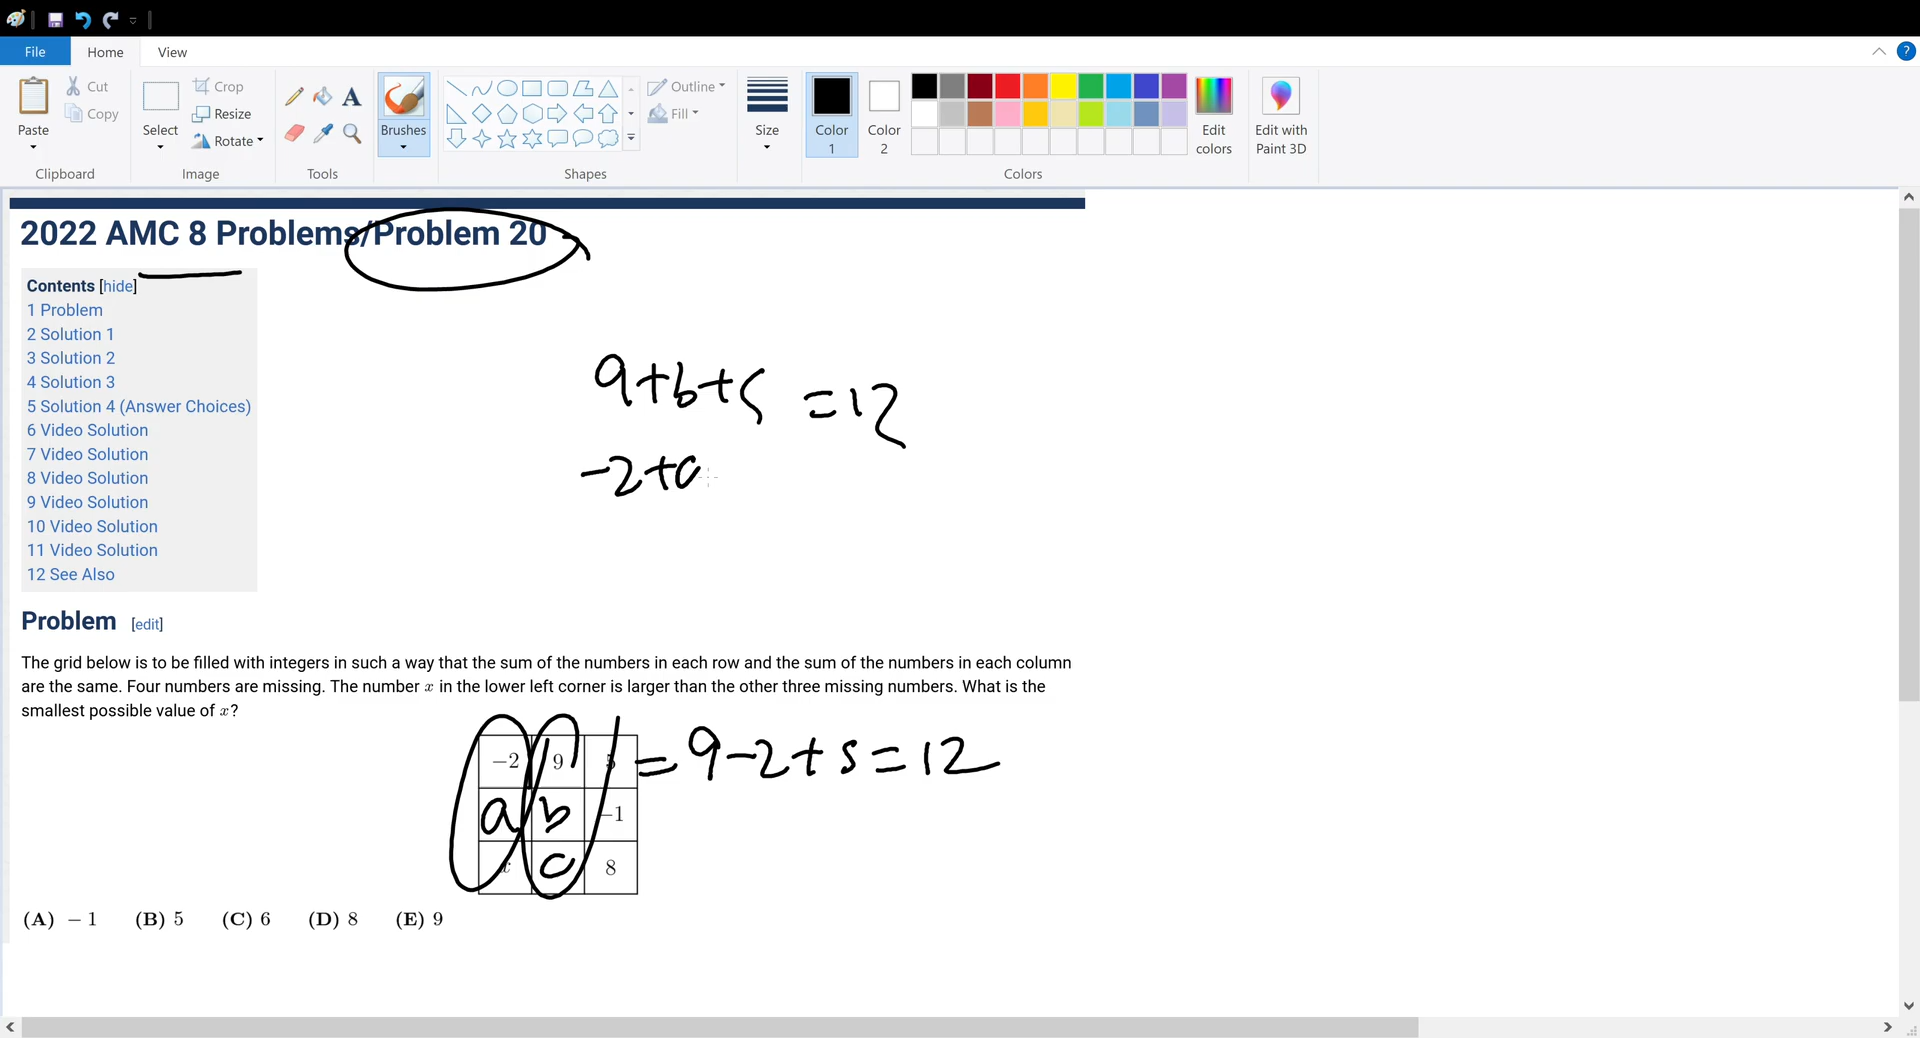 File
Home
View
Paste
Cut
Copy
Clipboard
Select
Crop
Resize
Rotate
Image
Tools
Brushes
Shapes
Outline
Fill
Size
Color 1
Color 2
Edit colors
Edit with Paint 3D
Colors
2022 AMC 8 Problems/Problem 20
Contents [hide]
1 Problem
2 Solution 1
3 Solution 2
4 Solution 3
5 Solution 4 (Answer Choices)
6 Video Solution
7 Video Solution
8 Video Solution
9 Video Solution
10 Video Solution
11 Video Solution
12 See Also
9+b+c = 12
-2+a
Problem [edit]
The grid below is to be filled with integers in such a way that the sum of the numbers in each row and the sum of the numbers in each column
are the same. Four numbers are missing. The number x in the lower left corner is larger than the other three missing numbers. What is the
smallest possible value of x?
−2 9 5 = 9-2+5=12
a b −1
x c 8
(A) − 1 (B) 5 (C) 6 (D) 8 (E) 9